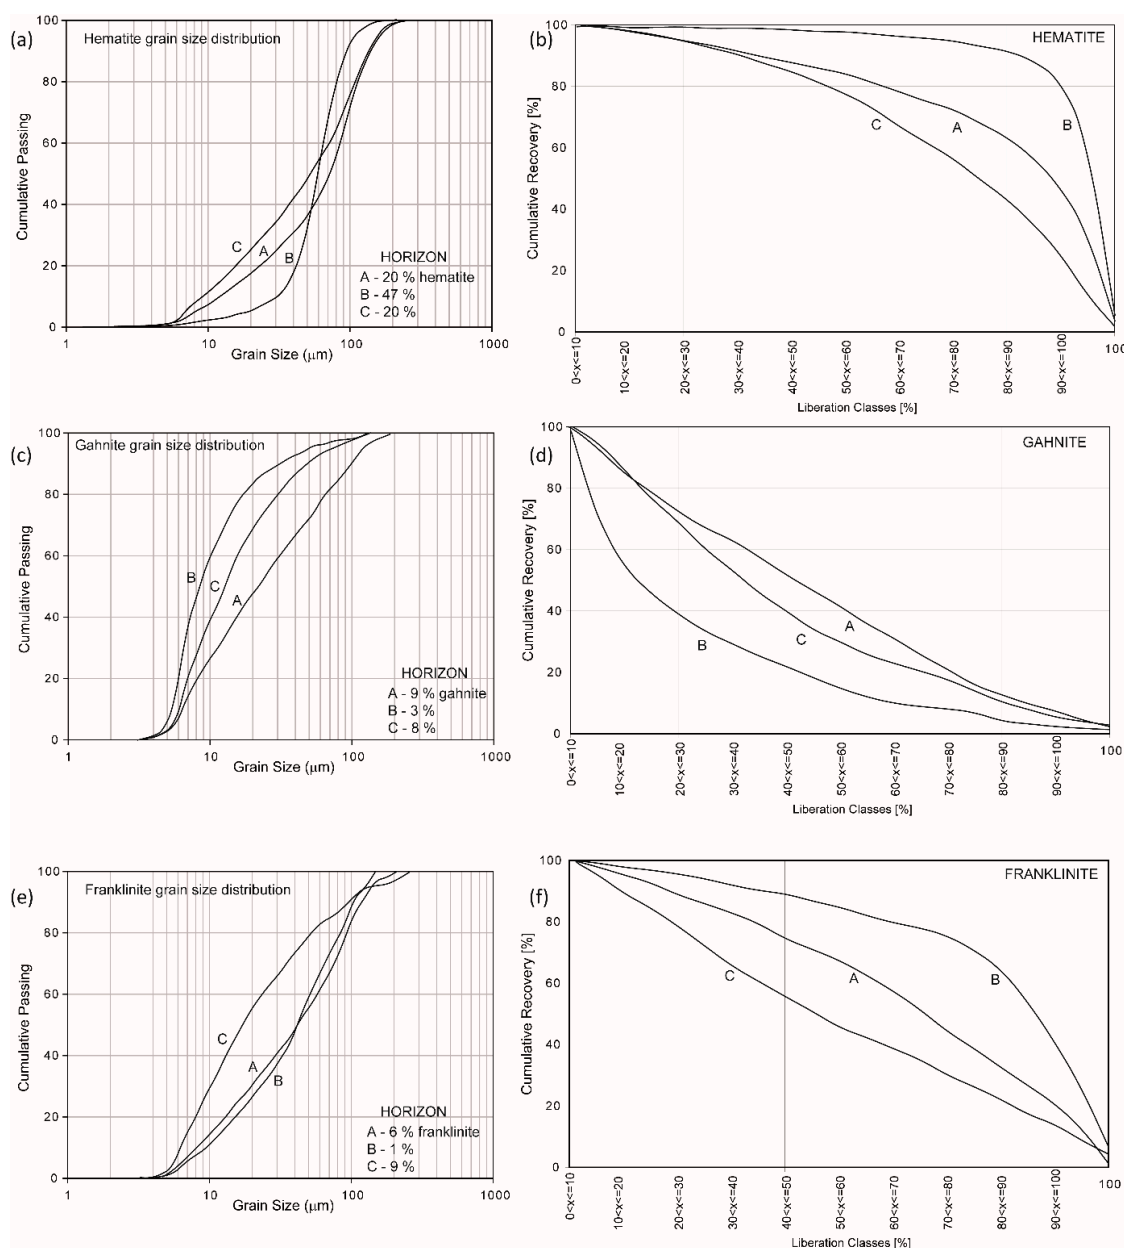 (a)
Hematite grain size distribution
100
80
60
40
20
0
Cumulative Passing
C
A
B
HORIZON
A - 20 % hematite
B - 47 %
C - 20 %
1
10
100
1000
Grain Size (µm)
(b)
HEMATITE
100
80
60
40
20
0
Cumulative Recovery [%]
C
A
B
0<x<=10
10<x<=20
20<x<=30
30<x<=40
40<x<=50
50<x<=60
60<x<=70
70<x<=80
80<x<=90
90<x<=100
100
Liberation Classes [%]
(c)
Gahnite grain size distribution
100
80
60
40
20
0
Cumulative Passing
B
C
A
HORIZON
A - 9 % gahnite
B - 3 %
C - 8 %
1
10
100
1000
Grain Size (µm)
(d)
GAHNITE
100
80
60
40
20
0
Cumulative Recovery [%]
B
C
A
0<x<=10
10<x<=20
20<x<=30
30<x<=40
40<x<=50
50<x<=60
60<x<=70
70<x<=80
80<x<=90
90<x<=100
100
Liberation Classes [%]
(e)
Franklinite grain size distribution
100
80
60
40
20
0
Cumulative Passing
C
A
B
HORIZON
A - 6 % franklinite
B - 1 %
C - 9 %
1
10
100
1000
Grain Size (µm)
(f)
FRANKLINITE
100
80
60
40
20
0
Cumulative Recovery [%]
C
A
B
0<x<=10
10<x<=20
20<x<=30
30<x<=40
40<x<=50
50<x<=60
60<x<=70
70<x<=80
80<x<=90
90<x<=100
100
Liberation Classes [%]